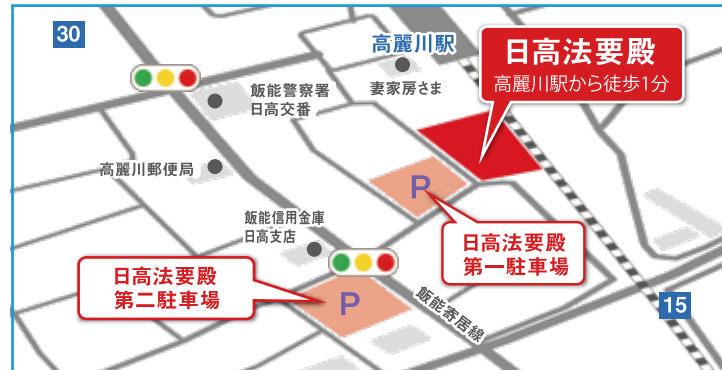 30
高麗川駅
日高法要殿
高麗川駅から徒歩1分
妻家房さま
飯能警察署
日高交番
高麗川郵便局
P
飯能信用金庫
日高支店
日高法要殿
第一駐車場
日高法要殿
第二駐車場
P
飯能寄居線
15